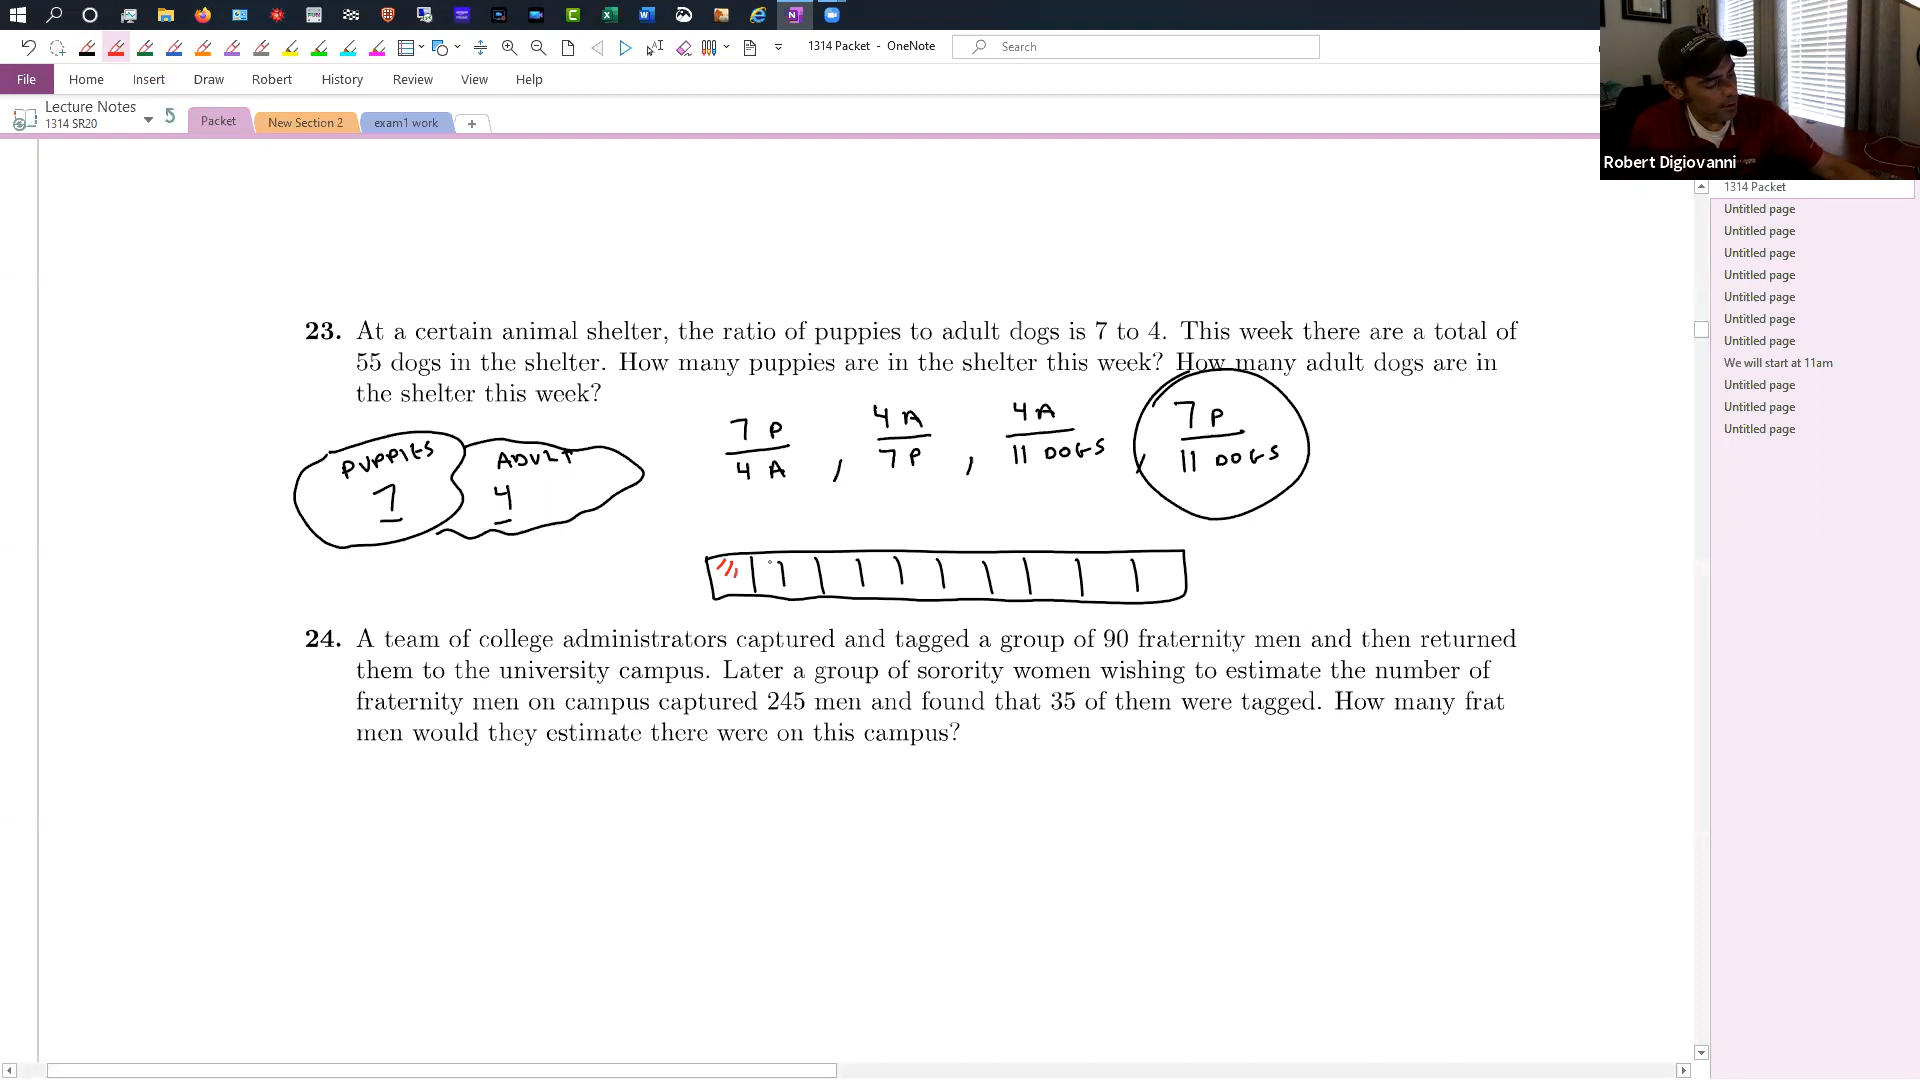 1314 Packet - OneNote
Search
File Home Insert Draw Robert History Review View Help
Lecture Notes
1314 SR20
Packet New Section 2 exam1 work
Robert Digiovanni
1314 Packet
Untitled page
Untitled page
Untitled page
Untitled page
Untitled page
Untitled page
Untitled page
We will start at 11am
Untitled page
Untitled page
Untitled page
23. At a certain animal shelter, the ratio of puppies to adult dogs is 7 to 4. This week there are a total of
55 dogs in the shelter. How many puppies are in the shelter this week? How many adult dogs are in
the shelter this week?
PUPPIES ADULT
7 4
7 P / 4 A , 4 A / 7 P , 4 A / 11 DOGS , 7 P / 11 DOGS
24. A team of college administrators captured and tagged a group of 90 fraternity men and then returned
them to the university campus. Later a group of sorority women wishing to estimate the number of
fraternity men on campus captured 245 men and found that 35 of them were tagged. How many frat
men would they estimate there were on this campus?